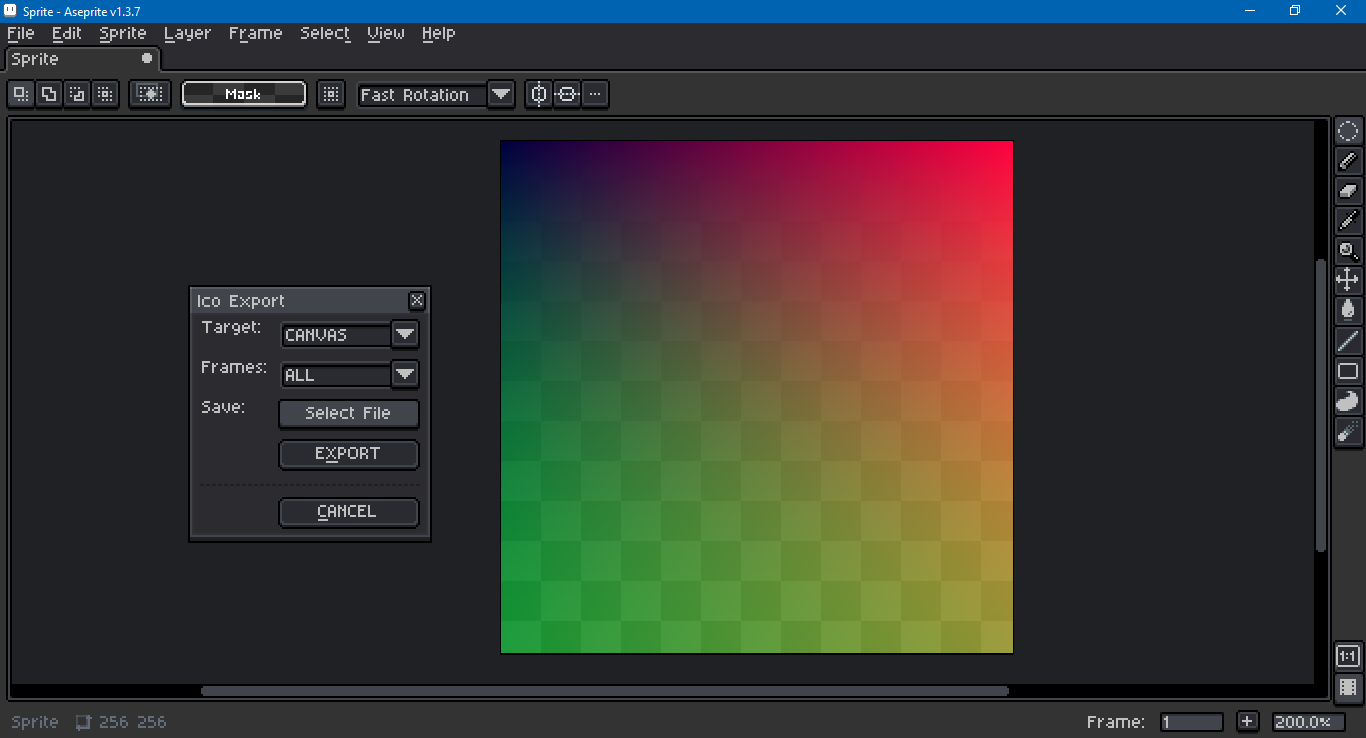 Sprite - Aseprite v1.3.7
File Edit Sprite Layer Frame Select View Help
Sprite
Mask
Fast Rotation
Ico Export
Target: CANVAS
Frames: ALL
Save: Select File
EXPORT
CANCEL
1:1
Sprite 256 256
Frame: 1 + 200.0%